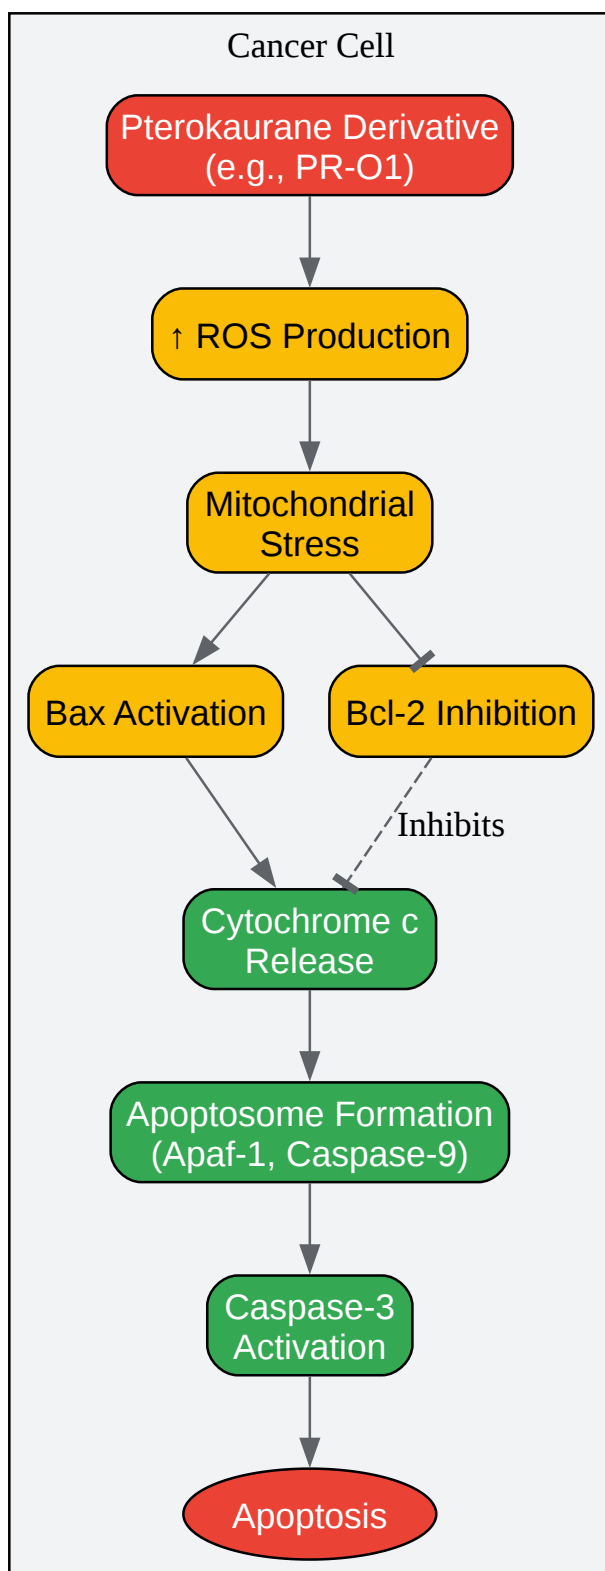 Cancer Cell
Pterokaurane Derivative
(e.g., PR-O1)
↑ ROS Production
Mitochondrial
Stress
Bax Activation
Bcl-2 Inhibition
Inhibits
Cytochrome c
Release
Apoptosome Formation
(Apaf-1, Caspase-9)
Caspase-3
Activation
Apoptosis